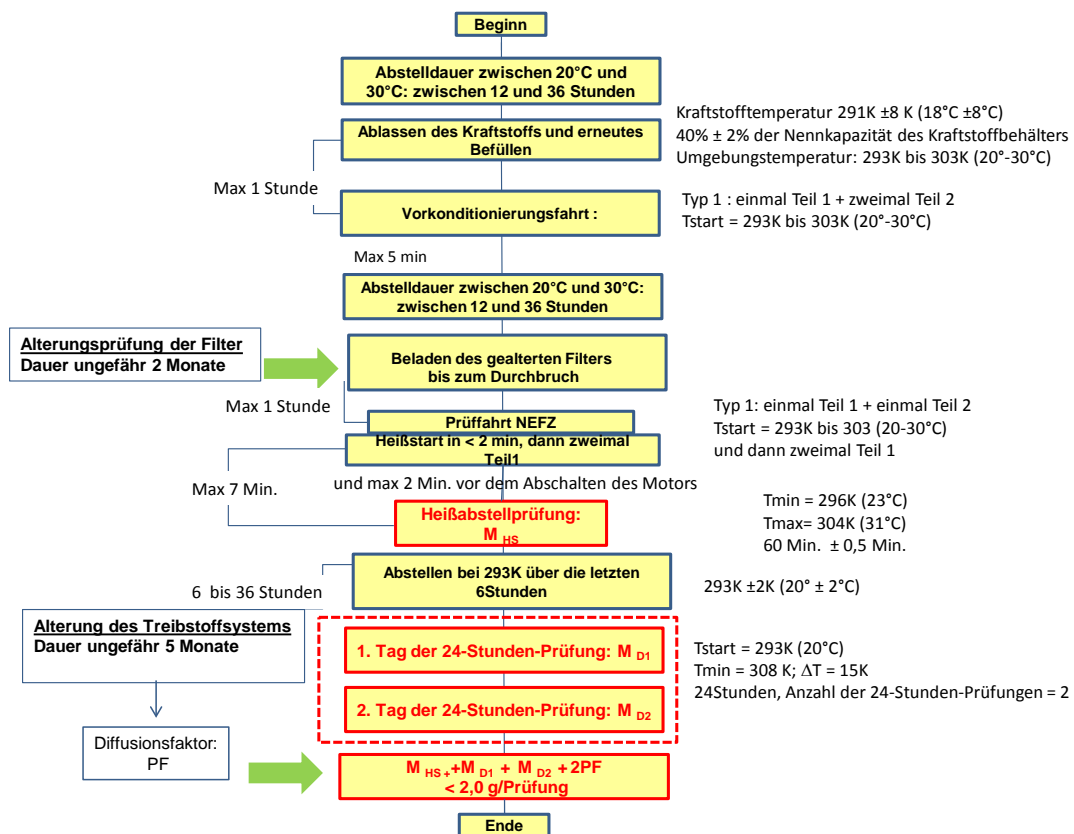 Beginn
Abstelldauer zwischen 20°C und
30°C: zwischen 12 und 36 Stunden
Kraftstofftemperatur 291K ±8 K (18°C ±8°C)
40% ± 2% der Nennkapazität des Kraftstoffbehälters
Umgebungstemperatur: 293K bis 303K (20°-30°C)
Ablassen des Kraftstoffs und erneutes
Befüllen
Max 1 Stunde
Vorkonditionierungsfahrt :
Typ 1 : einmal Teil 1 + zweimal Teil 2
Tstart = 293K bis 303K (20°-30°C)
Max 5 min
Abstelldauer zwischen 20°C und 30°C:
zwischen 12 und 36 Stunden
Alterungsprüfung der Filter
Dauer ungefähr 2 Monate
Beladen des gealterten Filters
bis zum Durchbruch
Max 1 Stunde
Prüffahrt NEFZ
Heißstart in < 2 min, dann zweimal
Teil1
Typ 1: einmal Teil 1 + einmal Teil 2
Tstart = 293K bis 303 (20-30°C)
und dann zweimal Teil 1
und max 2 Min. vor dem Abschalten des Motors
Max 7 Min.
Heißabstellprüfung:
M HS
Tmin = 296K (23°C)
Tmax= 304K (31°C)
60 Min. ± 0,5 Min.
Abstellen bei 293K über die letzten
6Stunden
6 bis 36 Stunden
293K ±2K (20° ± 2°C)
Alterung des Treibstoffsystems
Dauer ungefähr 5 Monate
1. Tag der 24-Stunden-Prüfung: M D1
Tstart = 293K (20°C)
Tmin = 308 K; ΔT = 15K
24Stunden, Anzahl der 24-Stunden-Prüfungen = 2
2. Tag der 24-Stunden-Prüfung: M D2
Diffusionsfaktor:
PF
M HS + +M D1 + M D2 +2PF
< 2,0 g/Prüfung
Ende